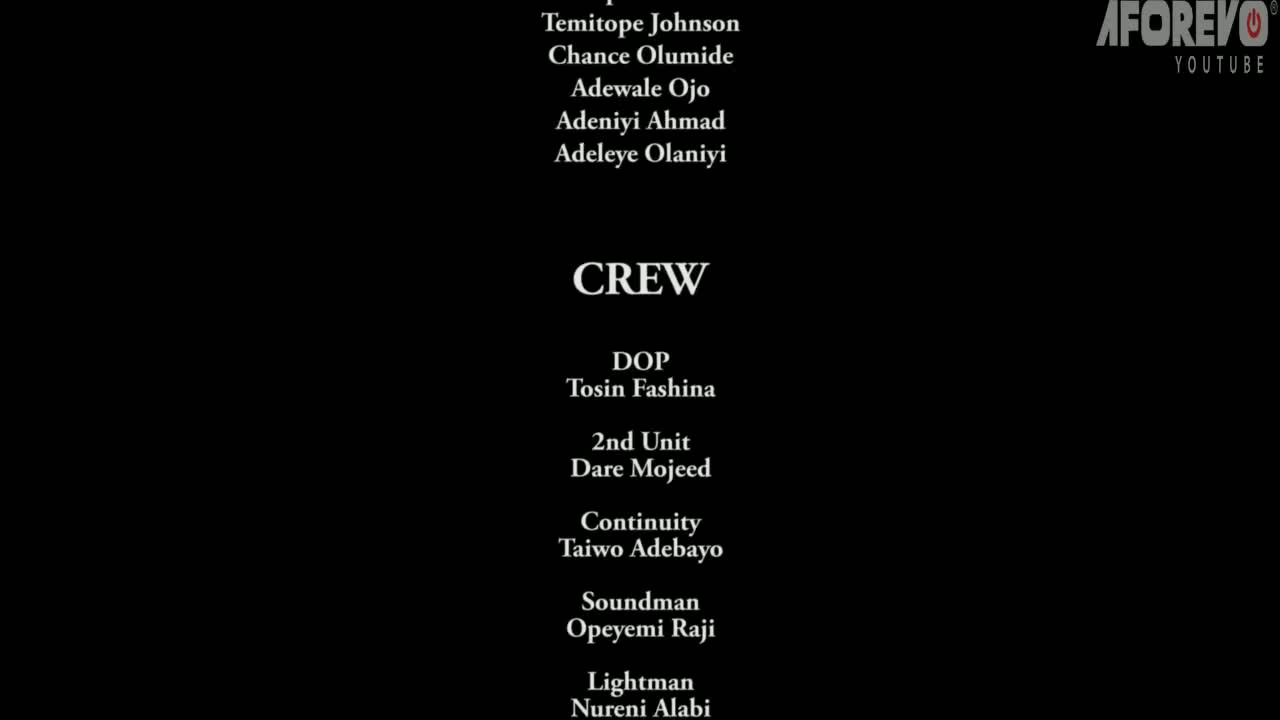 AFOREVO
YOUTUBE
Temitope Johnson
Chance Olumide
Adewale Ojo
Adeniyi Ahmad
Adeleye Olaniyi
CREW
DOP
Tosin Fashina
2nd Unit
Dare Mojeed
Continuity
Taiwo Adebayo
Soundman
Opeyemi Raji
Lightman
Nureni Alabi